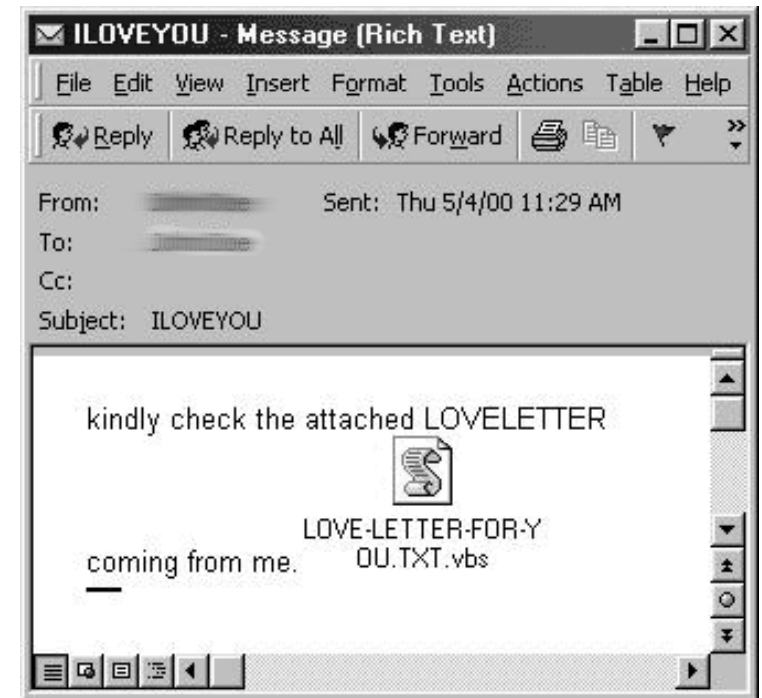 ILOVEYOU - Message (Rich Text)
File Edit View Insert Format Tools Actions Table Help
Reply Reply to All Forward
From: Sent: Thu 5/4/00 11:29 AM
To:
Cc:
Subject: ILOVEYOU
kindly check the attached LOVELETTER
LOVE-LETTER-FOR-Y
OU.TXT.vbs
coming from me.